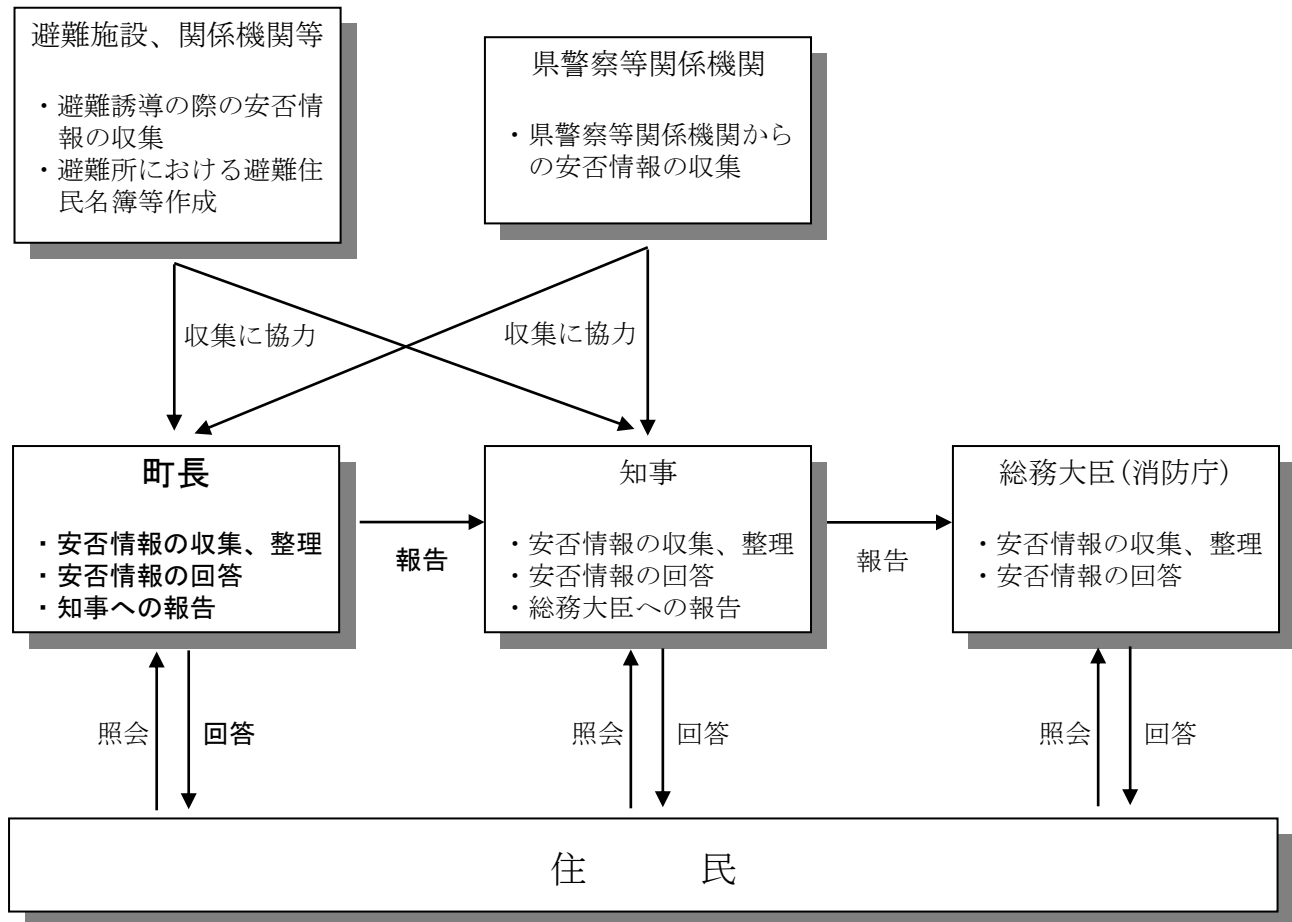 避難施設、関係機関等
・避難誘導の際の安否情
報の収集
・避難所における避難住
民名簿等作成
県警察等関係機関
・県警察等関係機関から
の安否情報の収集
収集に協力
収集に協力
町長
・安否情報の収集、整理
・安否情報の回答
・知事への報告
報告
知事
・安否情報の収集、整理
・安否情報の回答
・総務大臣への報告
報告
総務大臣(消防庁)
・安否情報の収集、整理
・安否情報の回答
照会
回答
照会
回答
照会
回答
住 民